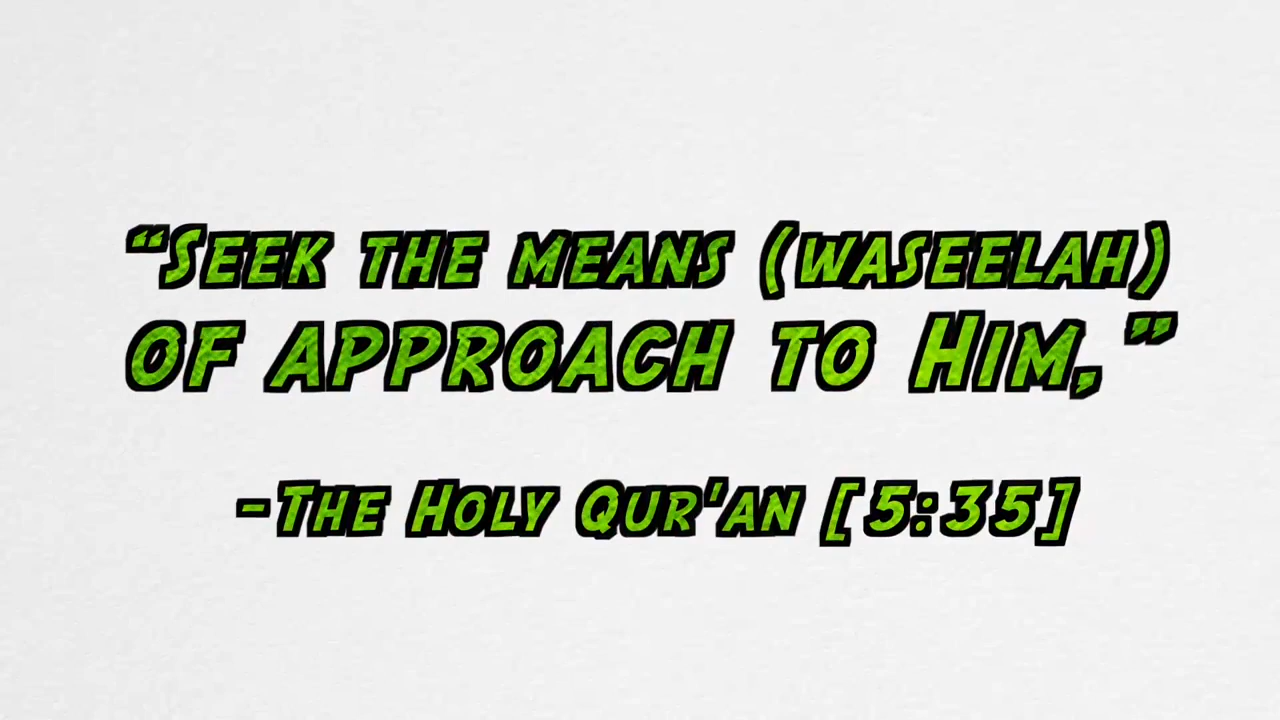 “Seek the means (waseelah)
of approach to Him,”
-The Holy Qur'an [5:35]